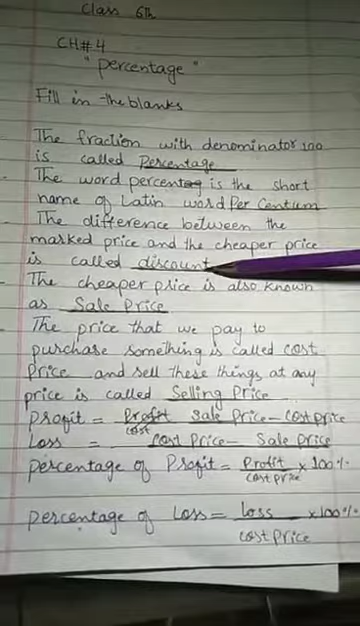 Class 6th
CH#4
"percentage"
Fill in the blanks
The fraction with denominator 100
is called Percentage
The word percentag is the short
name of Latin word Per Centum
The difference between the
marked price and the cheaper price
is called discount
The cheaper price is also known
as Sale Price
The price that we pay to
purchase something is called cost
Price and sell these things at any
price is called Selling Price
Profit = Profit Sale Price - Cost Price
cost
Loss = Cost Price - Sale Price
percentage of Profit = Profit × 100%
cost price
percentage of Loss = Loss × 100%
cost price